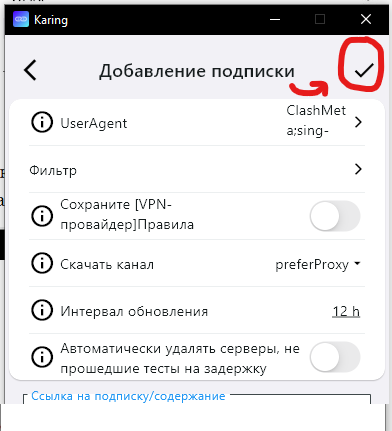 Karing
Добавление подписки
UserAgent
ClashMet
a;sing-
Фильтр
Сохраните [VPN-
провайдер]Правила
Скачать канал
preferProxy
Интервал обновления
12 h
Автоматически удалять серверы, не
прошедшие тесты на задержку
Ссылка на подписку/содержание